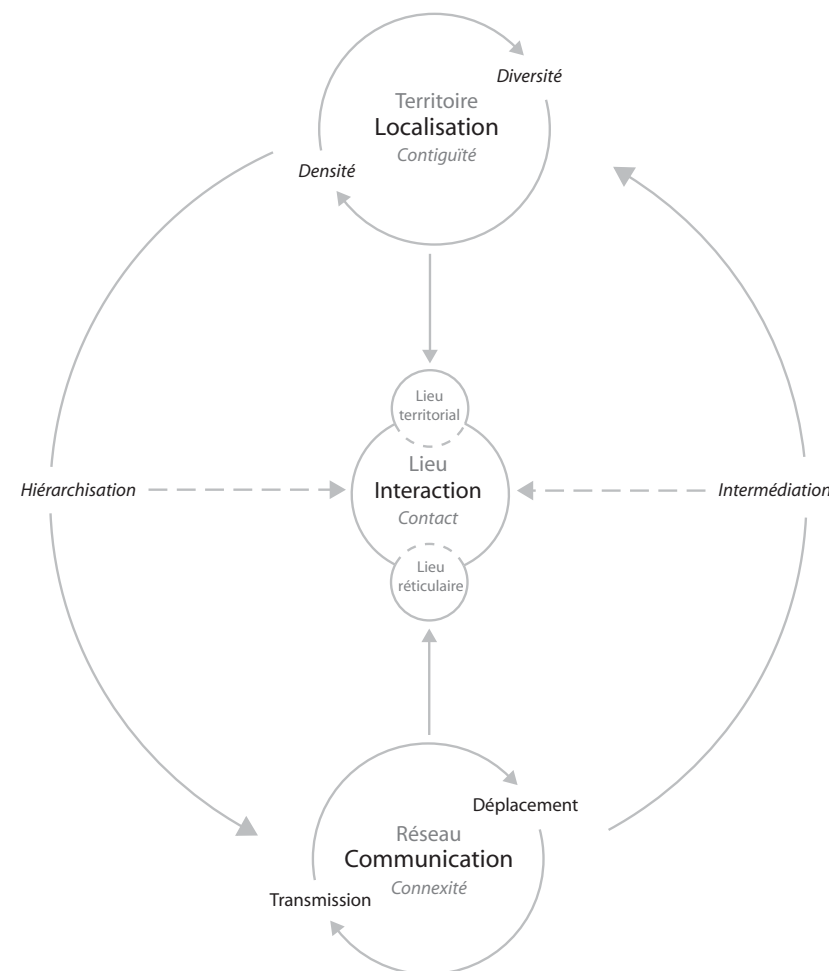 Diversité
Territoire
Localisation
Contiguïté
Densité
Lieu
territorial
Lieu
Hiérarchisation
Interaction
Intermédiation
Contact
Lieu
réticulaire
Déplacement
Réseau
Communication
Connexité
Transmission